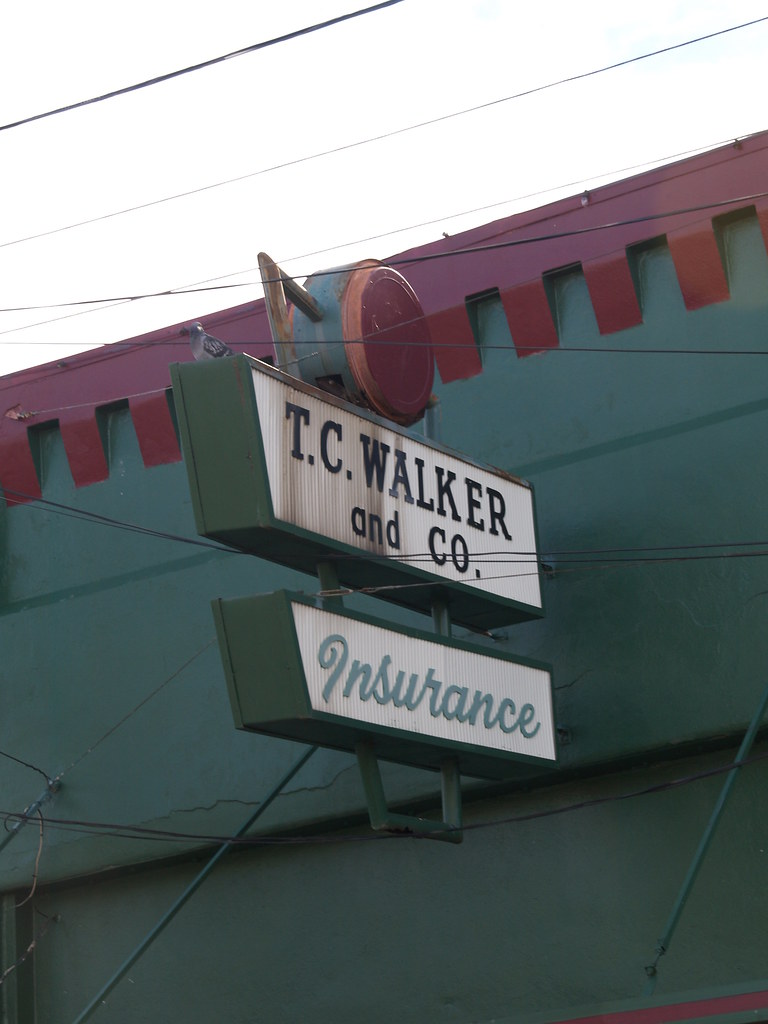 T.C. WALKER
and CO.
Insurance